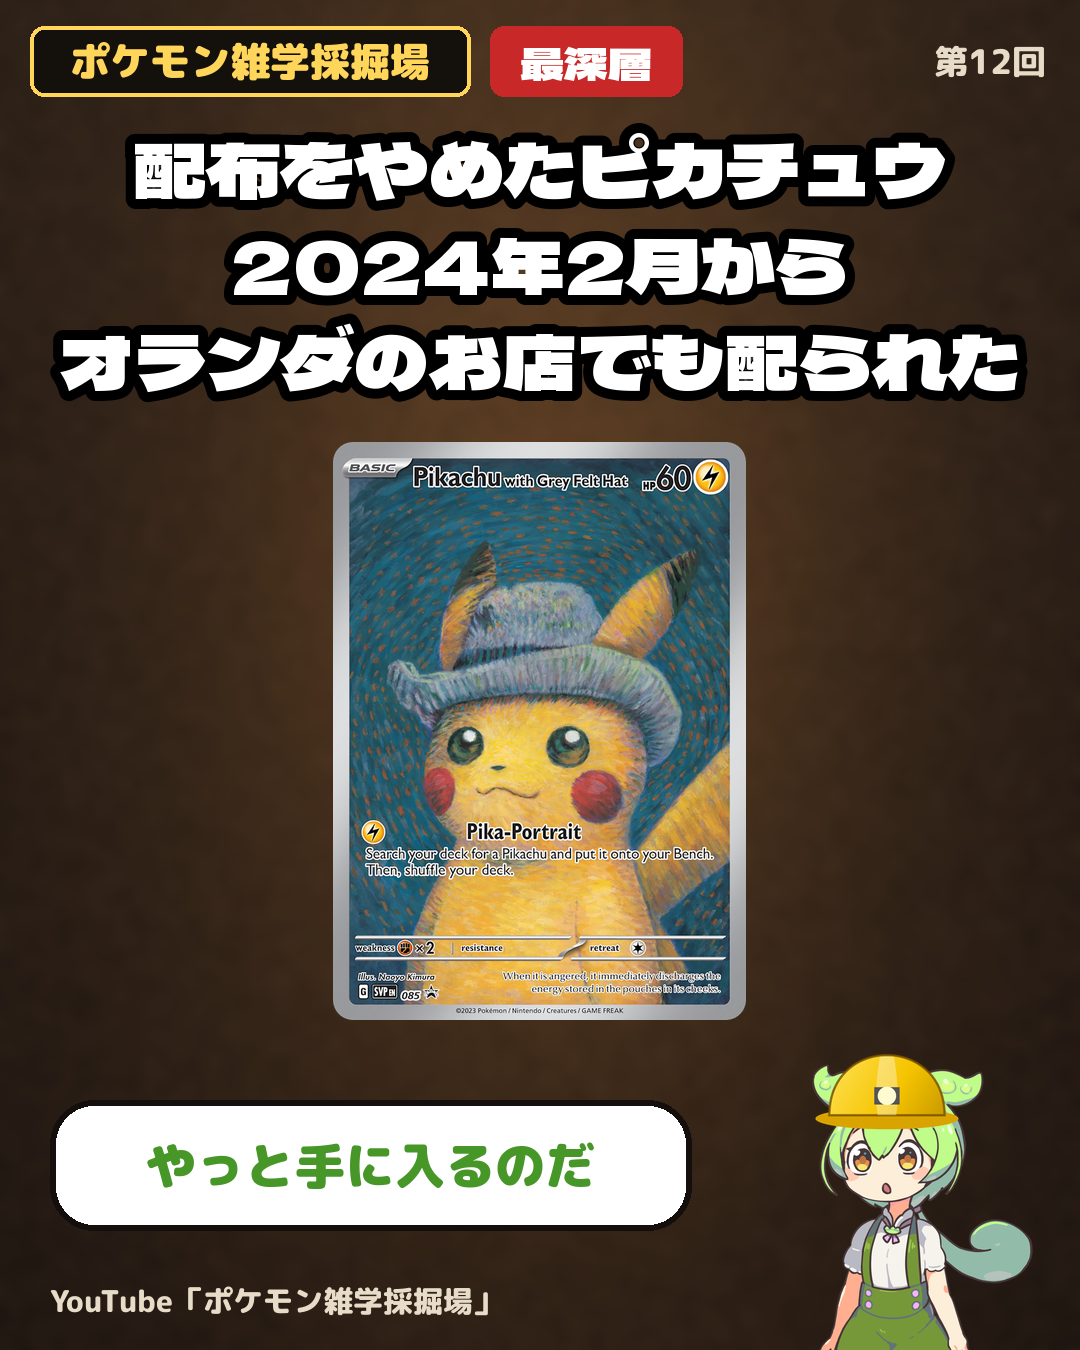 ポケモン雑学採掘場
最深層
第12回
配布をやめたピカチュウ
2024年2月から
オランダのお店でも配られた
BASIC
Pikachu with Grey Felt Hat HP60
Pika-Portrait
Search your deck for a Pikachu and put it onto your Bench.
Then, shuffle your deck.
weakness ×2 resistance retreat
Illus. Naoyo Kimura
When it is angered, it immediately discharges the
energy stored in the pouches in its cheeks.
G SVP EN 085
©2023 Pokémon / Nintendo / Creatures / GAME FREAK
やっと手に入るのだ
YouTube「ポケモン雑学採掘場」